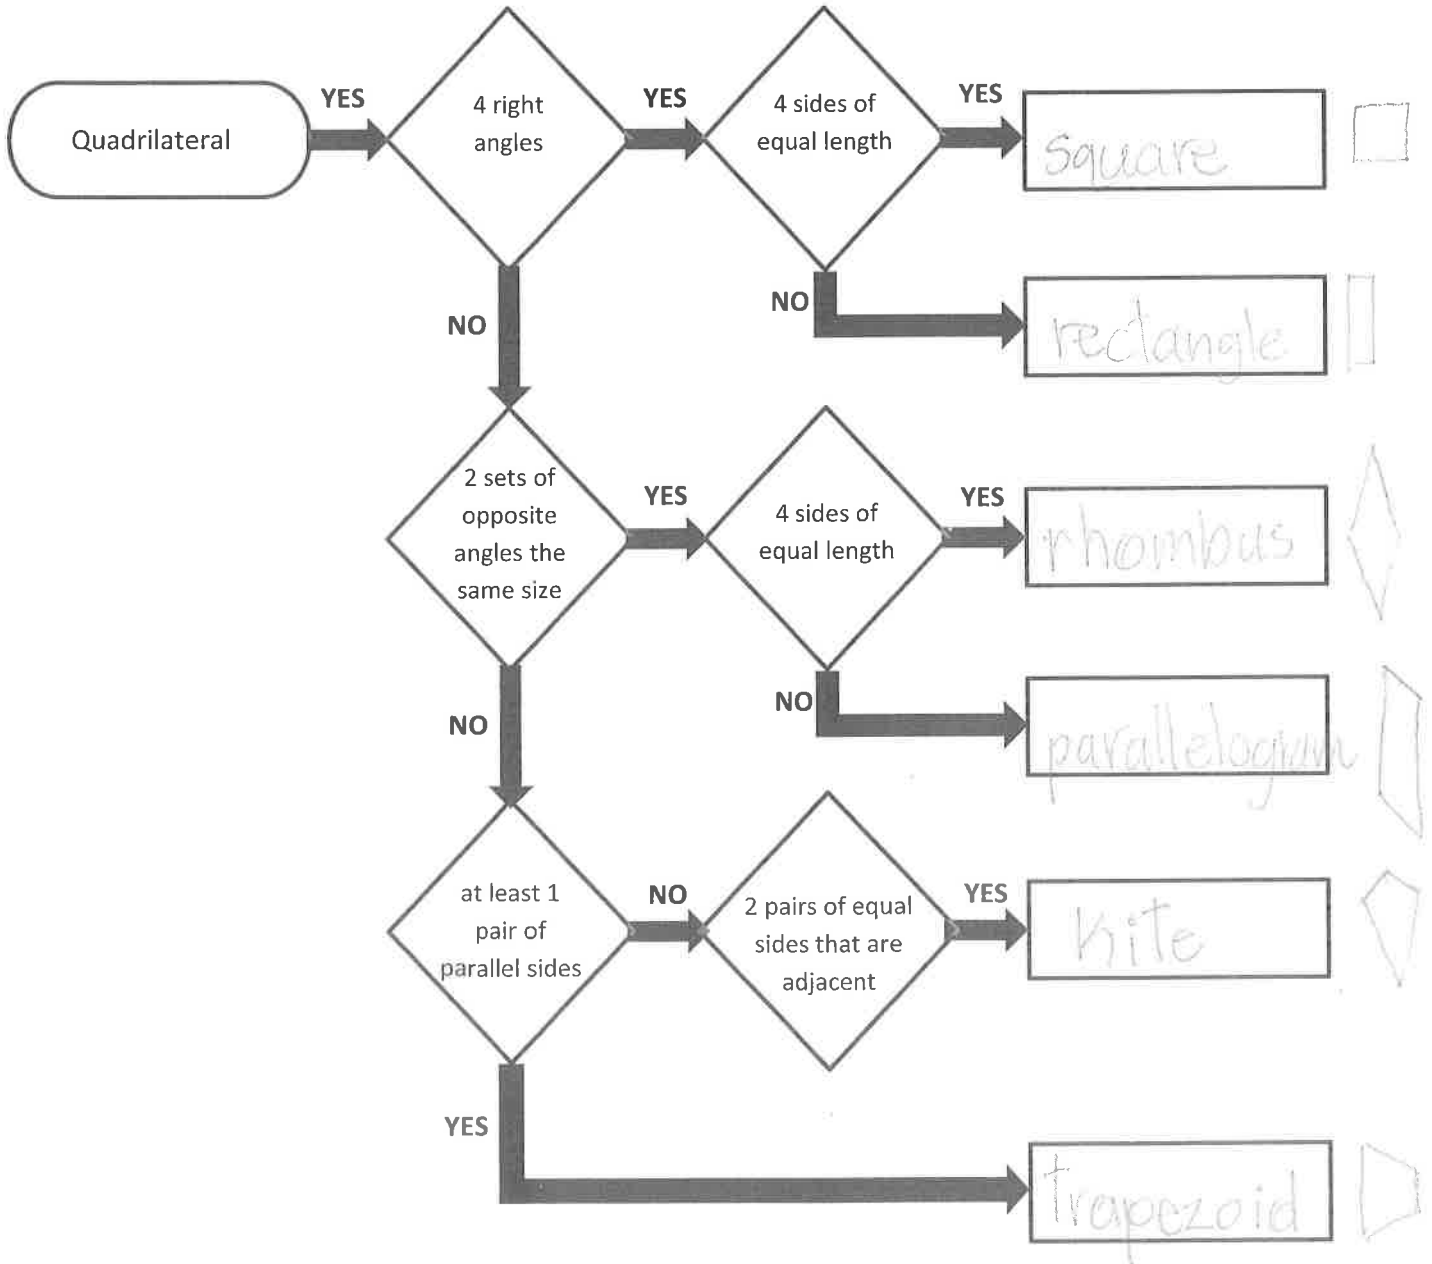 YES
YES
YES
Quadrilateral
4 right
angles
4 sides of
equal length
square
NO
NO
rectangle
2 sets of
opposite
angles the
same size
YES
4 sides of
equal length
YES
rhombus
NO
NO
parallelogram
at least 1
pair of
parallel sides
NO
2 pairs of equal
sides that are
adjacent
YES
Kite
YES
trapezoid